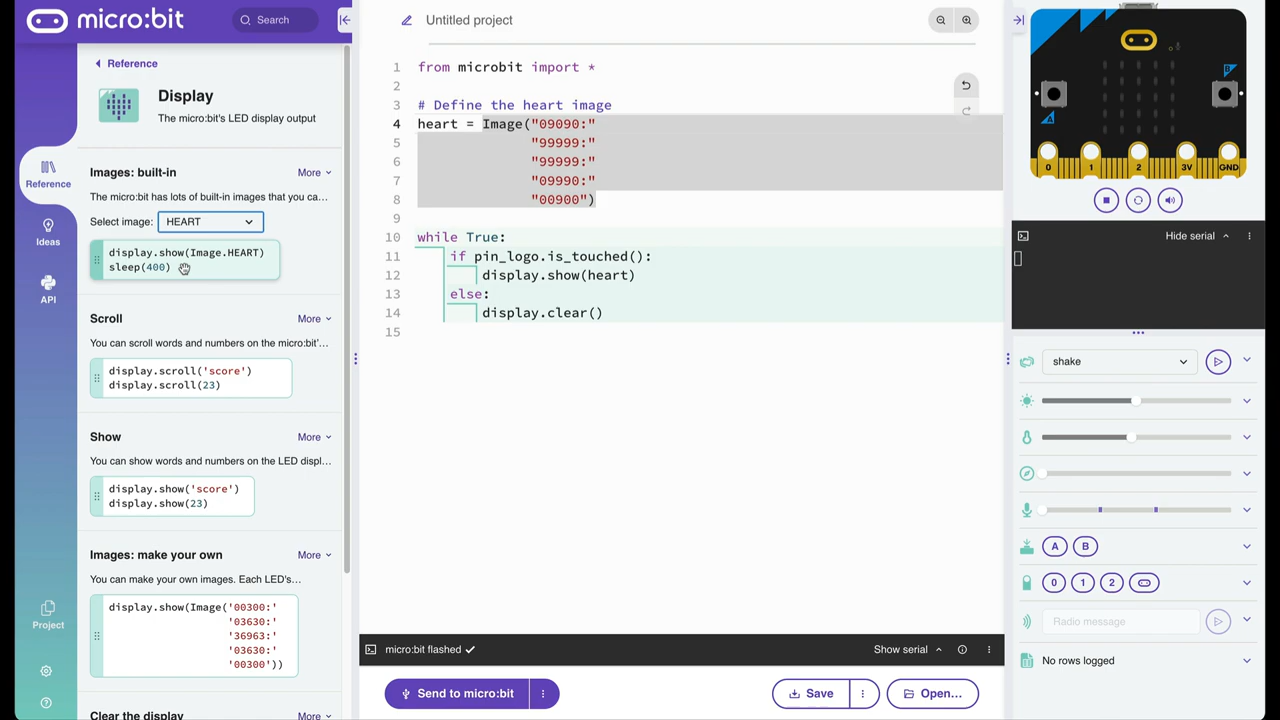 micro:bit
Search
Reference
Display
The micro:bit's LED display output
Reference
Ideas
API
Project
Images: built-in
More
The micro:bit has lots of built-in images that you ca...
Select image:
HEART
display.show(Image.HEART)
sleep(400)
Scroll
More
You can scroll words and numbers on the micro:bit'...
display.scroll('score')
display.scroll(23)
Show
More
You can show words and numbers on the LED displ...
display.show('score')
display.show(23)
Images: make your own
More
You can make your own images. Each LED's...
display.show(Image('00300:'
'03630:'
'36963:'
'03630:'
'00300'))
Clear the display
More
Untitled project
1 from microbit import *
2
3 # Define the heart image
4 heart = Image("09090:"
5 "99999:"
6 "99999:"
7 "09990:"
8 "00900")
9
10 while True:
11 if pin_logo.is_touched():
12 display.show(heart)
13 else:
14 display.clear()
15
micro:bit flashed
Show serial
Send to micro:bit
Save
Open...
B
A
0 1 2 3V GND
Hide serial
shake
A B
0 1 2
Radio message
No rows logged